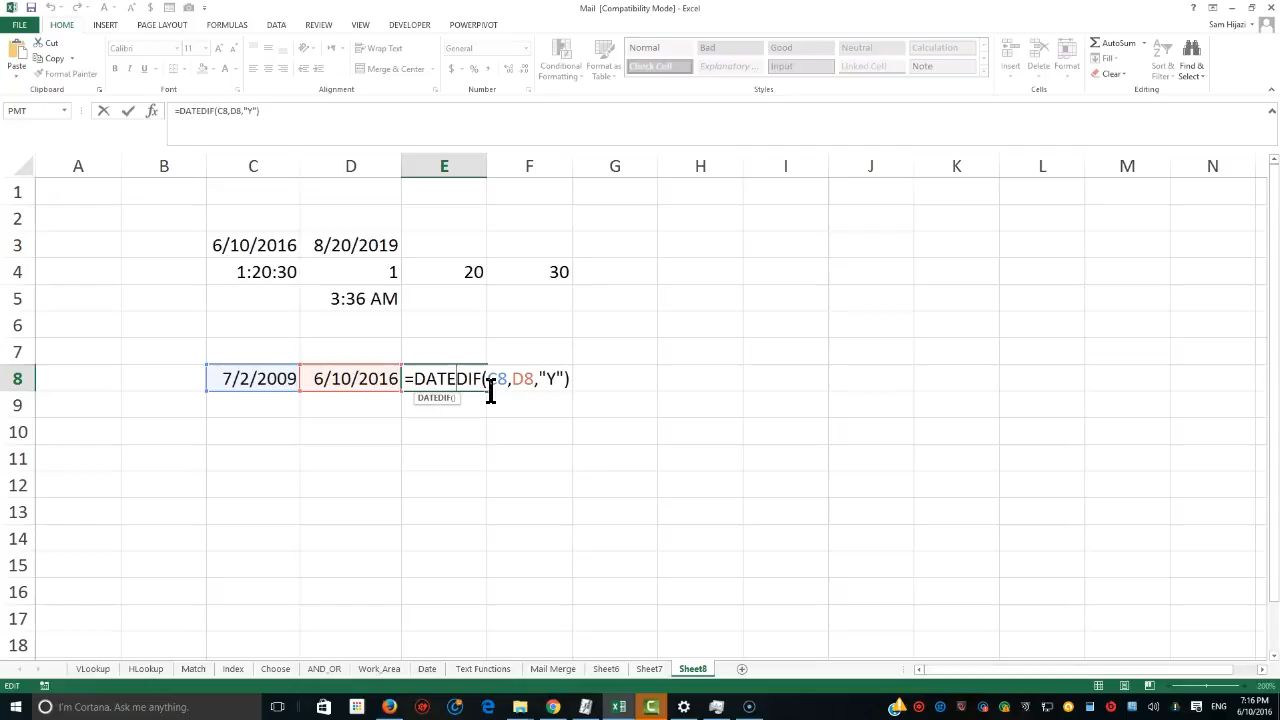 Mail [Compatibility Mode] - Excel
FILE HOME INSERT PAGE LAYOUT FORMULAS DATA REVIEW VIEW DEVELOPER POWERPIVOT
Sam Hijazi
Paste
Cut
Copy
Format Painter
Clipboard
Calibri 11
B I U
Font
Wrap Text
Merge & Center
Alignment
General
$ % ,
Number
Conditional Formatting
Format as Table
Normal Bad Good Neutral Calculation
Check Cell Explanatory ... Input Linked Cell Note
Styles
Insert Delete Format
Cells
AutoSum
Fill
Clear
Sort & Filter
Find & Select
Editing
PMT
fx
=DATEDIF(C8,D8,"Y")
A B C D E F G H I J K L M N
1
2
3 6/10/2016 8/20/2019
4 1:20:30 1 20 30
5 3:36 AM
6
7
8 7/2/2009 6/10/2016 =DATEDIF(C8,D8,"Y")
DATEDIF()
9
10
11
12
13
14
15
16
17
18
VLookup HLookup Match Index Choose AND_OR Work_Area Date Text Functions Mail Merge Sheet6 Sheet7 Sheet8
EDIT
200%
I'm Cortana. Ask me anything.
ENG
7:16 PM
6/10/2016